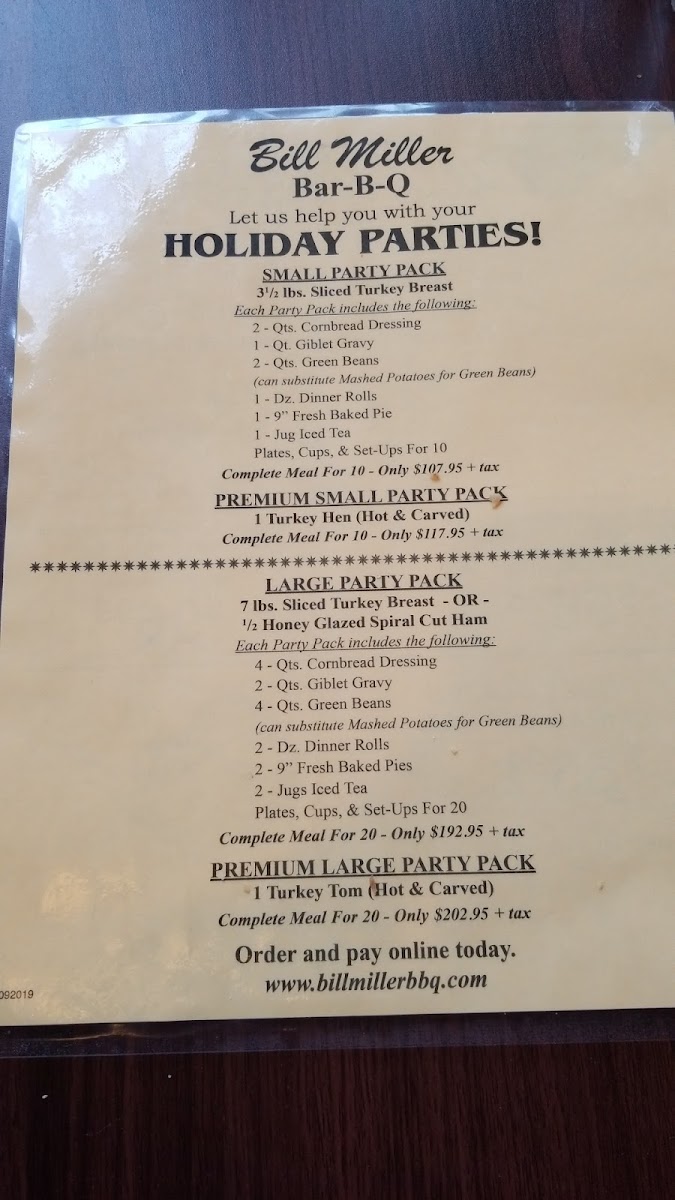 Bill Miller
Bar-B-Q
Let us help you with your
HOLIDAY PARTIES!
SMALL PARTY PACK
3½ lbs. Sliced Turkey Breast
Each Party Pack includes the following:
2 - Qts. Cornbread Dressing
1 - Qt. Giblet Gravy
2 - Qts. Green Beans
(can substitute Mashed Potatoes for Green Beans)
1 - Dz. Dinner Rolls
1 - 9” Fresh Baked Pie
1 - Jug Iced Tea
Plates, Cups, & Set-Ups For 10
Complete Meal For 10 - Only $107.95 + tax
PREMIUM SMALL PARTY PACK
1 Turkey Hen (Hot & Carved)
Complete Meal For 10 - Only $117.95 + tax
LARGE PARTY PACK
7 lbs. Sliced Turkey Breast - OR -
½ Honey Glazed Spiral Cut Ham
Each Party Pack includes the following:
4 - Qts. Cornbread Dressing
2 - Qts. Giblet Gravy
4 - Qts. Green Beans
(can substitute Mashed Potatoes for Green Beans)
2 - Dz. Dinner Rolls
2 - 9” Fresh Baked Pies
2 - Jugs Iced Tea
Plates, Cups, & Set-Ups For 20
Complete Meal For 20 - Only $192.95 + tax
PREMIUM LARGE PARTY PACK
1 Turkey Tom (Hot & Carved)
Complete Meal For 20 - Only $202.95 + tax
Order and pay online today.
www.billmillerbbq.com
092019